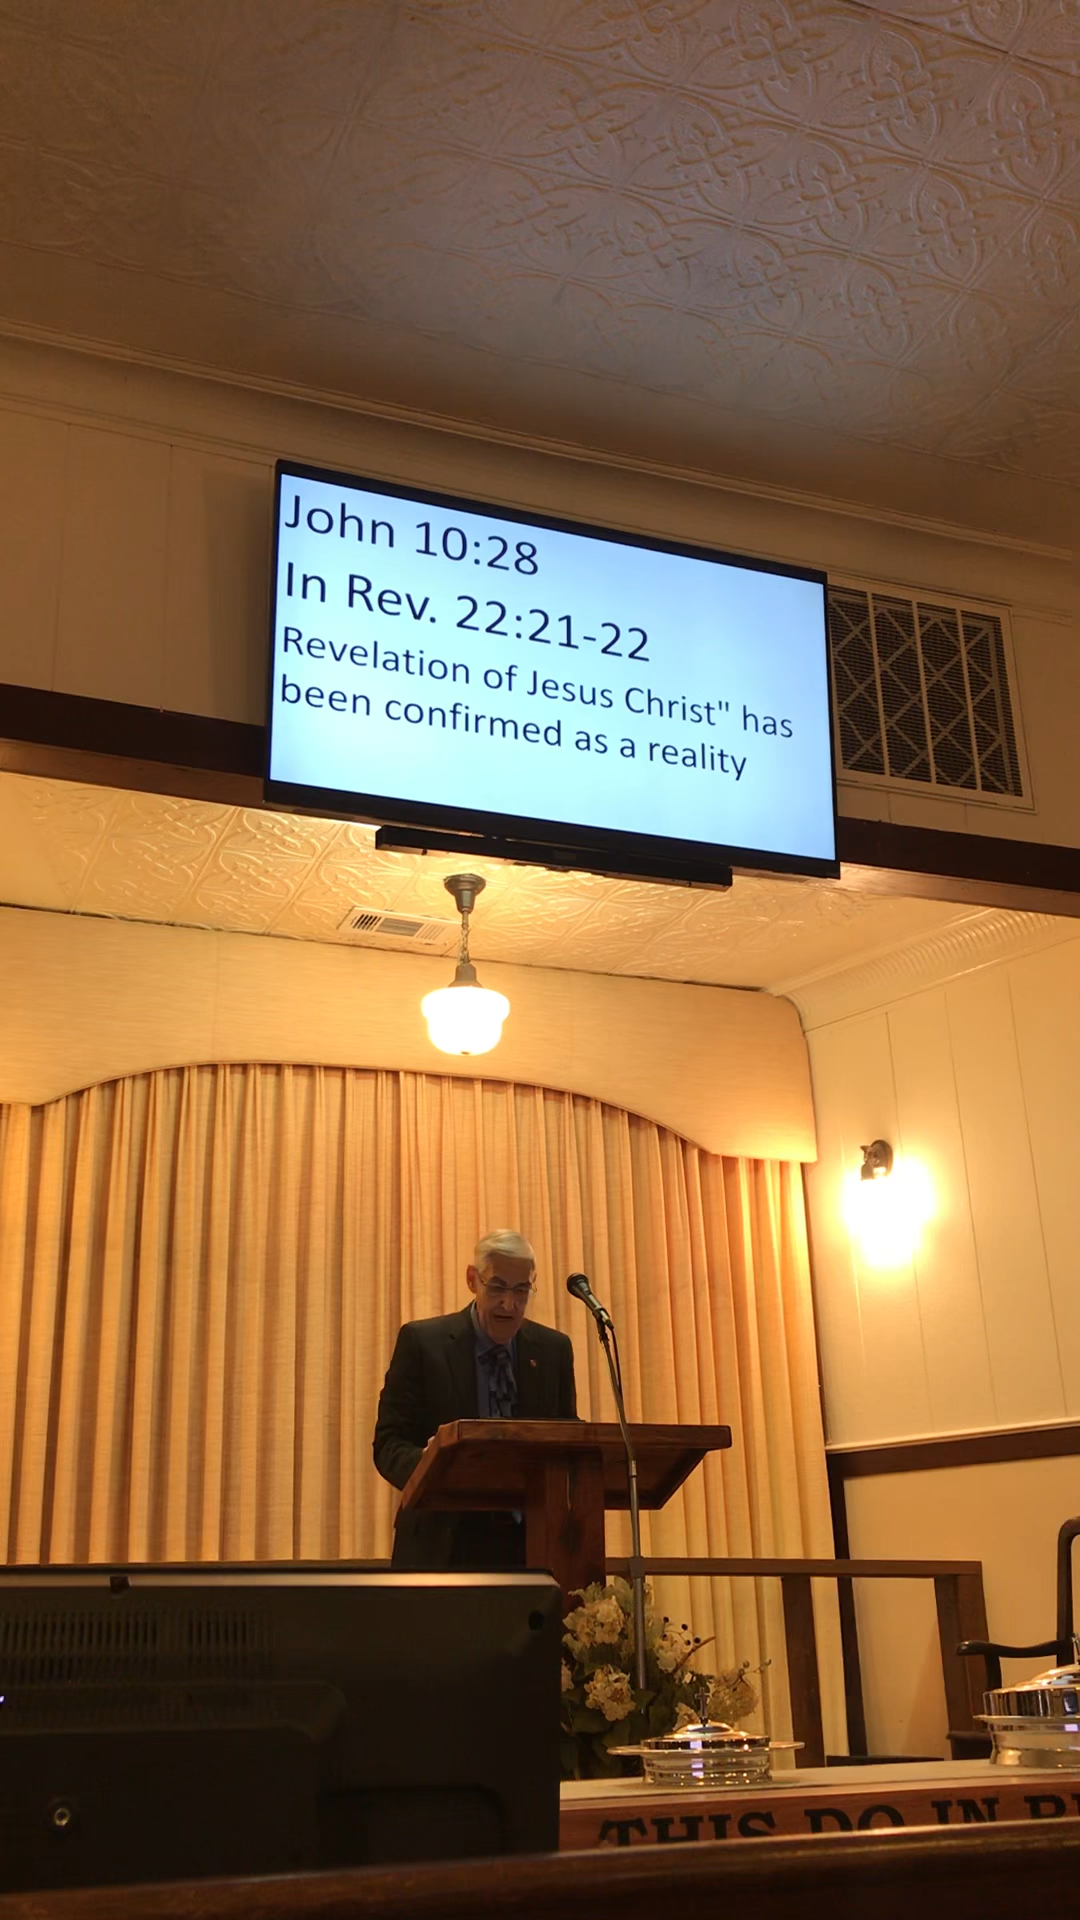 John 10:28
In Rev. 22:21-22
Revelation of Jesus Christ" has
been confirmed as a reality
THIS DO IN